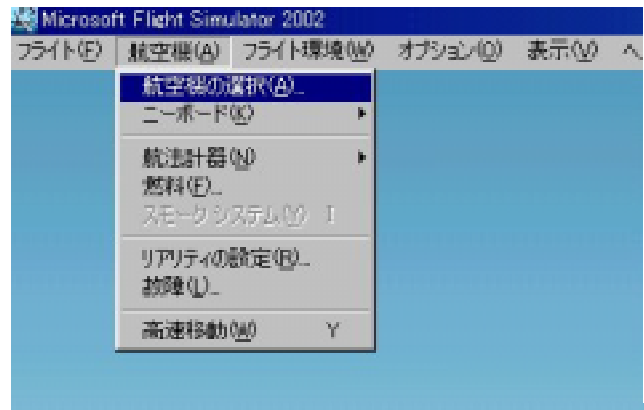 Microsoft Flight Simulator 2002
フライト(F) 航空機(A) フライト環境(W) オプション(O) 表示(V)
航空機の選択(A)...
ニーボード(K)
航法計器(N)
燃料(F)...
スモーク システム(Y) I
リアリティの設定(R)...
故障(L)...
高速移動(W) Y